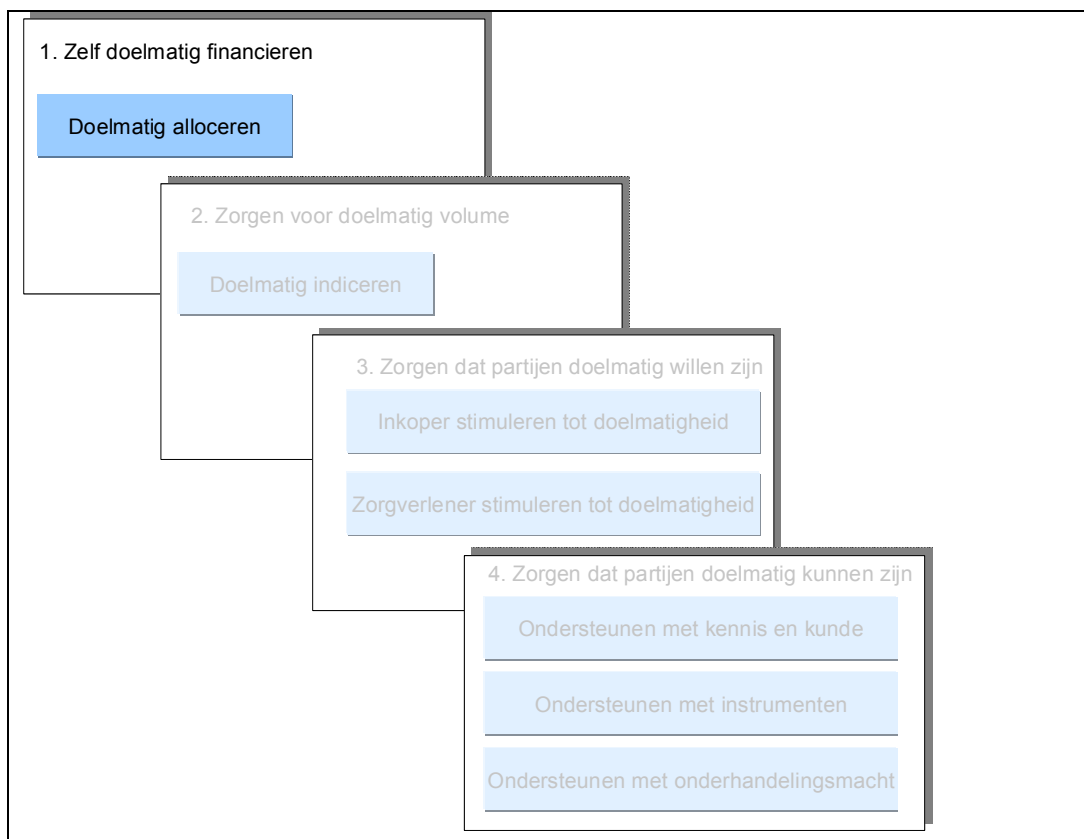 1. Zelf doelmatig financieren
Doelmatig alloceren
2. Zorgen voor doelmatig volume
Doelmatig indiceren
3. Zorgen dat partijen doelmatig willen zijn
Inkoper stimuleren tot doelmatigheid
Zorgverlener stimuleren tot doelmatigheid
4. Zorgen dat partijen doelmatig kunnen zijn
Ondersteunen met kennis en kunde
Ondersteunen met instrumenten
Ondersteunen met onderhandelingsmacht